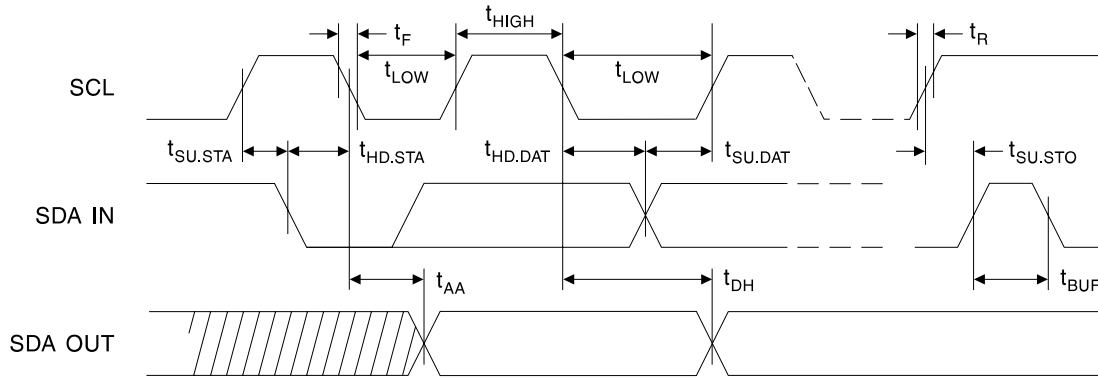 tHIGH
tF
tR
tLOW
tLOW
SCL
tSU.STA
tHD.STA
tHD.DAT
tSU.DAT
tSU.STO
SDA IN
tAA
tDH
tBUF
SDA OUT